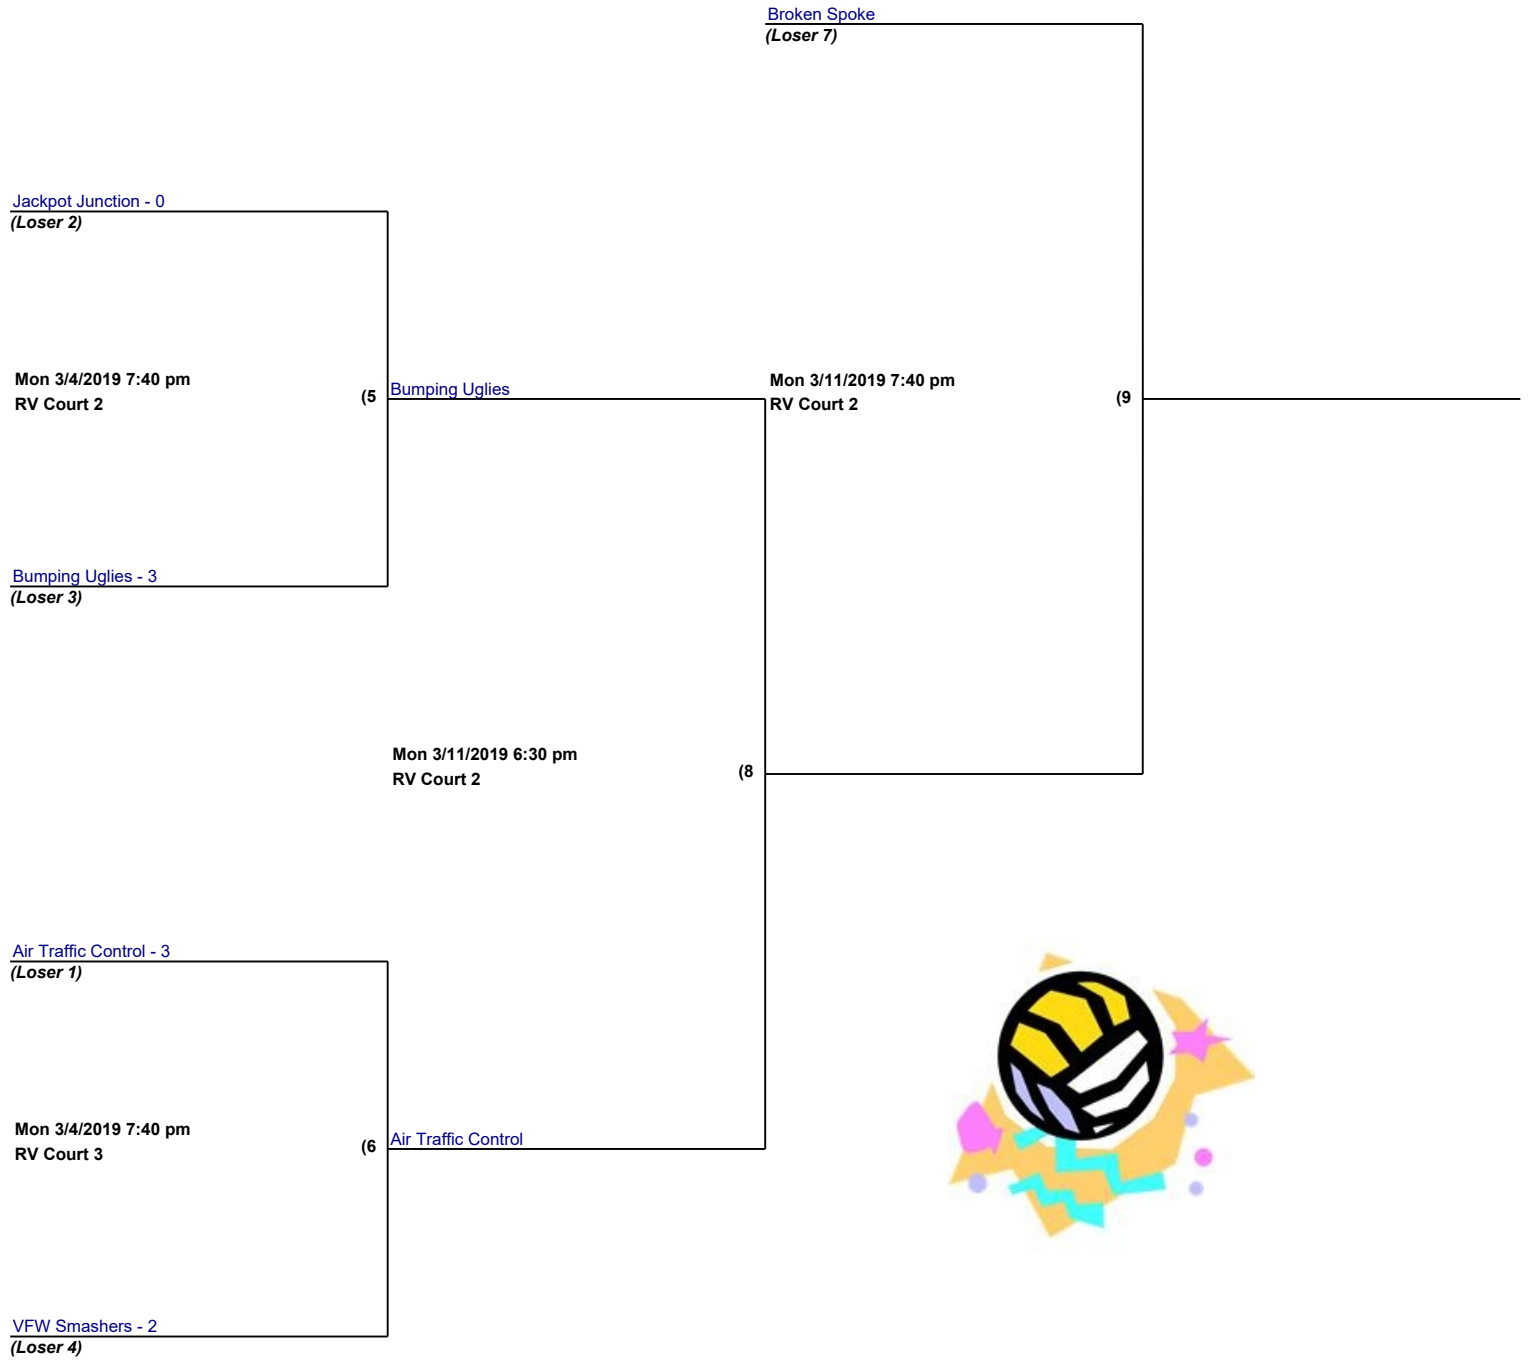 Broken Spoke
(Loser 7)
Jackpot Junction - 0
(Loser 2)
Mon 3/4/2019 7:40 pm
RV Court 2
(5
Bumping Uglies
Mon 3/11/2019 7:40 pm
RV Court 2
(9
Bumping Uglies - 3
(Loser 3)
Mon 3/11/2019 6:30 pm
RV Court 2
(8
Air Traffic Control - 3
(Loser 1)
Mon 3/4/2019 7:40 pm
RV Court 3
(6
Air Traffic Control
VFW Smashers - 2
(Loser 4)